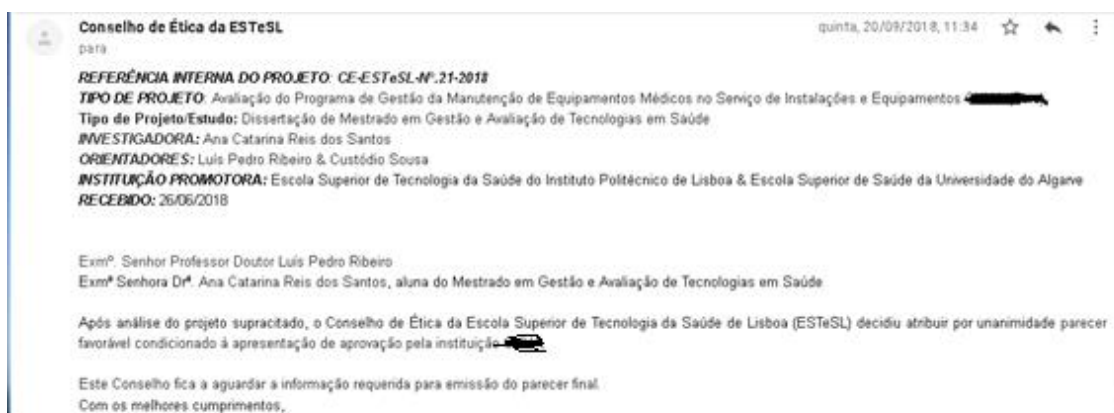 Conselho de Ética da ESTeSL
quinta, 20/09/2018, 11:34
para
REFERÊNCIA INTERNA DO PROJETO: CE-ESTeSL-Nº.21-2018
TIPO DE PROJETO: Avaliação do Programa de Gestão da Manutenção de Equipamentos Médicos no Serviço de Instalações e Equipamentos
Tipo de Projeto/Estudo: Dissertação de Mestrado em Gestão e Avaliação de Tecnologias em Saúde
INVESTIGADORA: Ana Catarina Reis dos Santos
ORIENTADORES: Luís Pedro Ribeiro & Custódio Sousa
INSTITUIÇÃO PROMOTORA: Escola Superior de Tecnologia da Saúde do Instituto Politécnico de Lisboa & Escola Superior de Saúde da Universidade do Algarve
RECEBIDO: 26/06/2018
Exmº. Senhor Professor Doutor Luís Pedro Ribeiro
Exmª Senhora Drª. Ana Catarina Reis dos Santos, aluna do Mestrado em Gestão e Avaliação de Tecnologias em Saúde
Após análise do projeto supracitado, o Conselho de Ética da Escola Superior de Tecnologia da Saúde de Lisboa (ESTeSL) decidiu atribuir por unanimidade parecer
favorável condicionado à apresentação de aprovação pela instituição
Este Conselho fica a aguardar a informação requerida para emissão do parecer final.
Com os melhores cumprimentos,